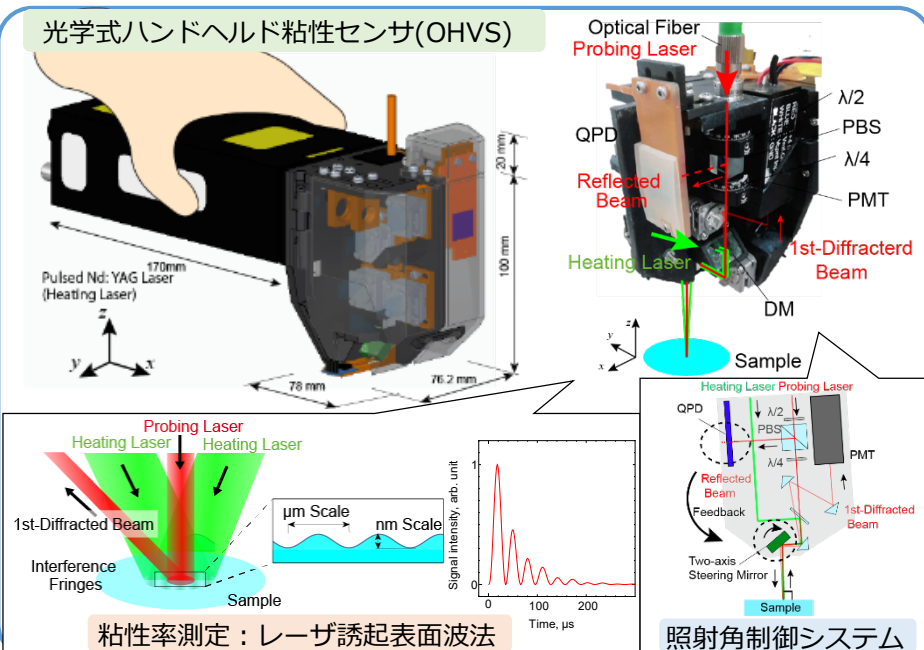 光学式ハンドヘルド粘性センサ(OHVS)
20 mm
100 mm
170mm
Pulsed Nd: YAG Laser
(Heating Laser)
z
y
x
78 mm
76.2 mm
Optical Fiber
Probing Laser
λ/2
QPD
PBS
λ/4
Reflected
Beam
PMT
Heating Laser
1st-Diffracterd
Beam
DM
z
y
x
Sample
Probing Laser
Heating Laser
Heating Laser
1st-Diffracted Beam
Interference
Fringes
Sample
μm Scale
nm Scale
Signal intensity, arb. unit
1
0
0
100
200
Time, μs
粘性率測定：レーザ誘起表面波法
Heating Laser
Probing Laser
QPD
λ/2
PBS
λ/4
PMT
Reflected
Beam
Feedback
1st-Diffracted
Beam
Two-axis
Steering Mirror
Sample
照射角制御システム